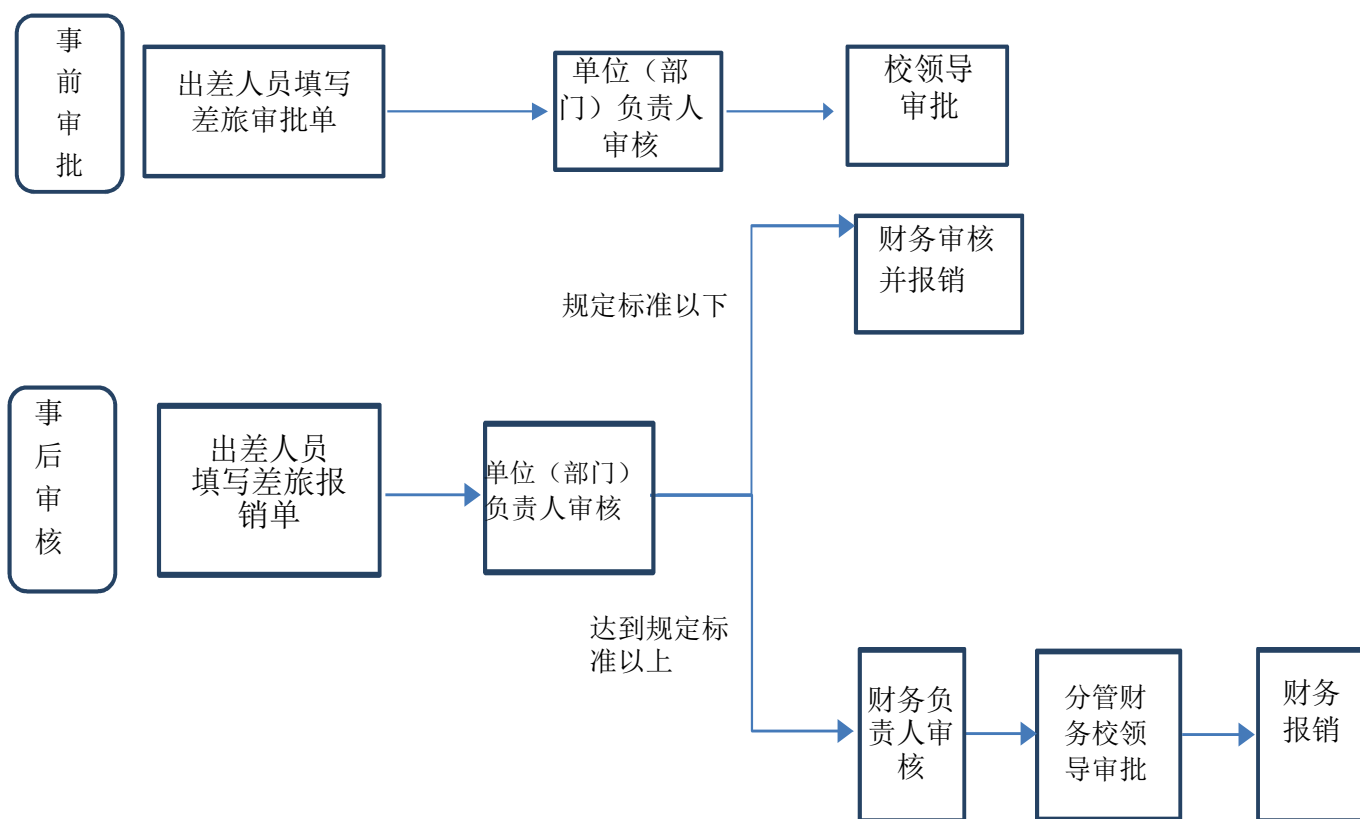 事
前
审
批
出差人员填写
差旅审批单
单位（部
门）负责人
审核
校领导
审批
财务审核
并报销
规定标准以下
事
后
审
核
出差人员
填写差旅报
销单
单位（部门）
负责人审核
达到规定标
准以上
财务负
责人审
核
分管财
务校领
导审批
财务
报销